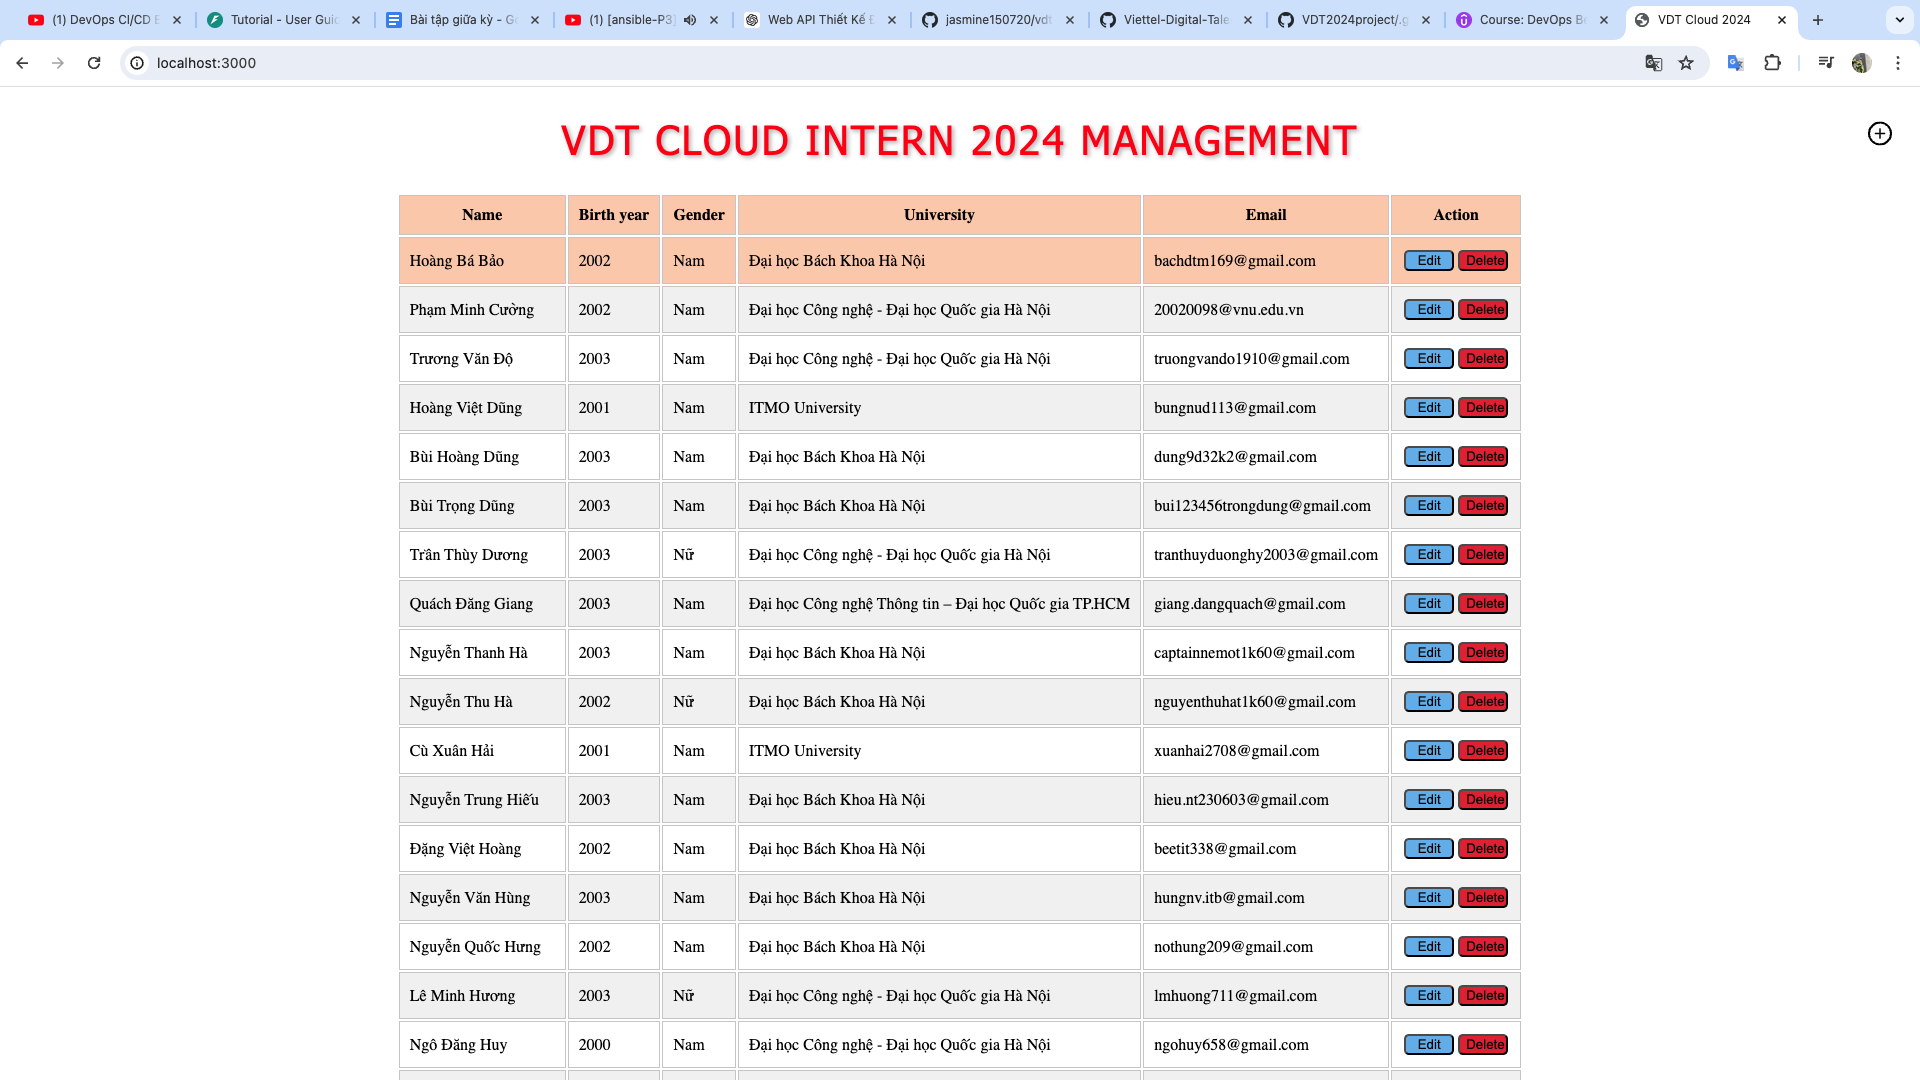 (1) DevOps CI/CD E
Tutorial - User Guid
Bài tập giữa kỳ - Go
(1) [ansible-P3]
Web API Thiết Kế
jasmine150720/vdt
Viettel-Digital-Tale
VDT2024project/.g
Course: DevOps Be
VDT Cloud 2024
localhost:3000
VDT CLOUD INTERN 2024 MANAGEMENT
Name Birth year Gender University Email Action
Hoàng Bá Bảo 2002 Nam Đại học Bách Khoa Hà Nội bachdtm169@gmail.com Edit Delete
Phạm Minh Cường 2002 Nam Đại học Công nghệ - Đại học Quốc gia Hà Nội 20020098@vnu.edu.vn Edit Delete
Trương Văn Độ 2003 Nam Đại học Công nghệ - Đại học Quốc gia Hà Nội truongvando1910@gmail.com Edit Delete
Hoàng Việt Dũng 2001 Nam ITMO University bungnud113@gmail.com Edit Delete
Bùi Hoàng Dũng 2003 Nam Đại học Bách Khoa Hà Nội dung9d32k2@gmail.com Edit Delete
Bùi Trọng Dũng 2003 Nam Đại học Bách Khoa Hà Nội bui123456trongdung@gmail.com Edit Delete
Trần Thùy Dương 2003 Nữ Đại học Công nghệ - Đại học Quốc gia Hà Nội tranthuyduonghy2003@gmail.com Edit Delete
Quách Đăng Giang 2003 Nam Đại học Công nghệ Thông tin – Đại học Quốc gia TP.HCM giang.dangquach@gmail.com Edit Delete
Nguyễn Thanh Hà 2003 Nam Đại học Bách Khoa Hà Nội captainnemot1k60@gmail.com Edit Delete
Nguyễn Thu Hà 2002 Nữ Đại học Bách Khoa Hà Nội nguyenthuhat1k60@gmail.com Edit Delete
Cù Xuân Hải 2001 Nam ITMO University xuanhai2708@gmail.com Edit Delete
Nguyễn Trung Hiếu 2003 Nam Đại học Bách Khoa Hà Nội hieu.nt230603@gmail.com Edit Delete
Đặng Việt Hoàng 2002 Nam Đại học Bách Khoa Hà Nội beetit338@gmail.com Edit Delete
Nguyễn Văn Hùng 2003 Nam Đại học Bách Khoa Hà Nội hungnv.itb@gmail.com Edit Delete
Nguyễn Quốc Hưng 2002 Nam Đại học Bách Khoa Hà Nội nothung209@gmail.com Edit Delete
Lê Minh Hương 2003 Nữ Đại học Công nghệ - Đại học Quốc gia Hà Nội lmhuong711@gmail.com Edit Delete
Ngô Đăng Huy 2000 Nam Đại học Công nghệ - Đại học Quốc gia Hà Nội ngohuy658@gmail.com Edit Delete